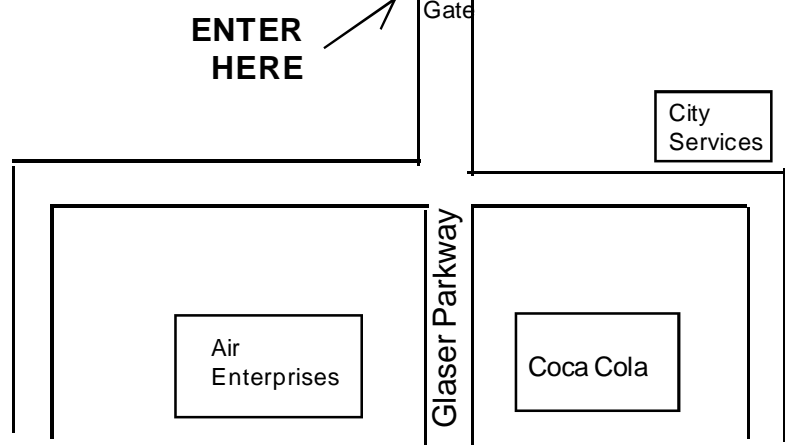 Gate
ENTER
HERE
City
Services
Glaser Parkway
Air
Enterprises
Coca Cola